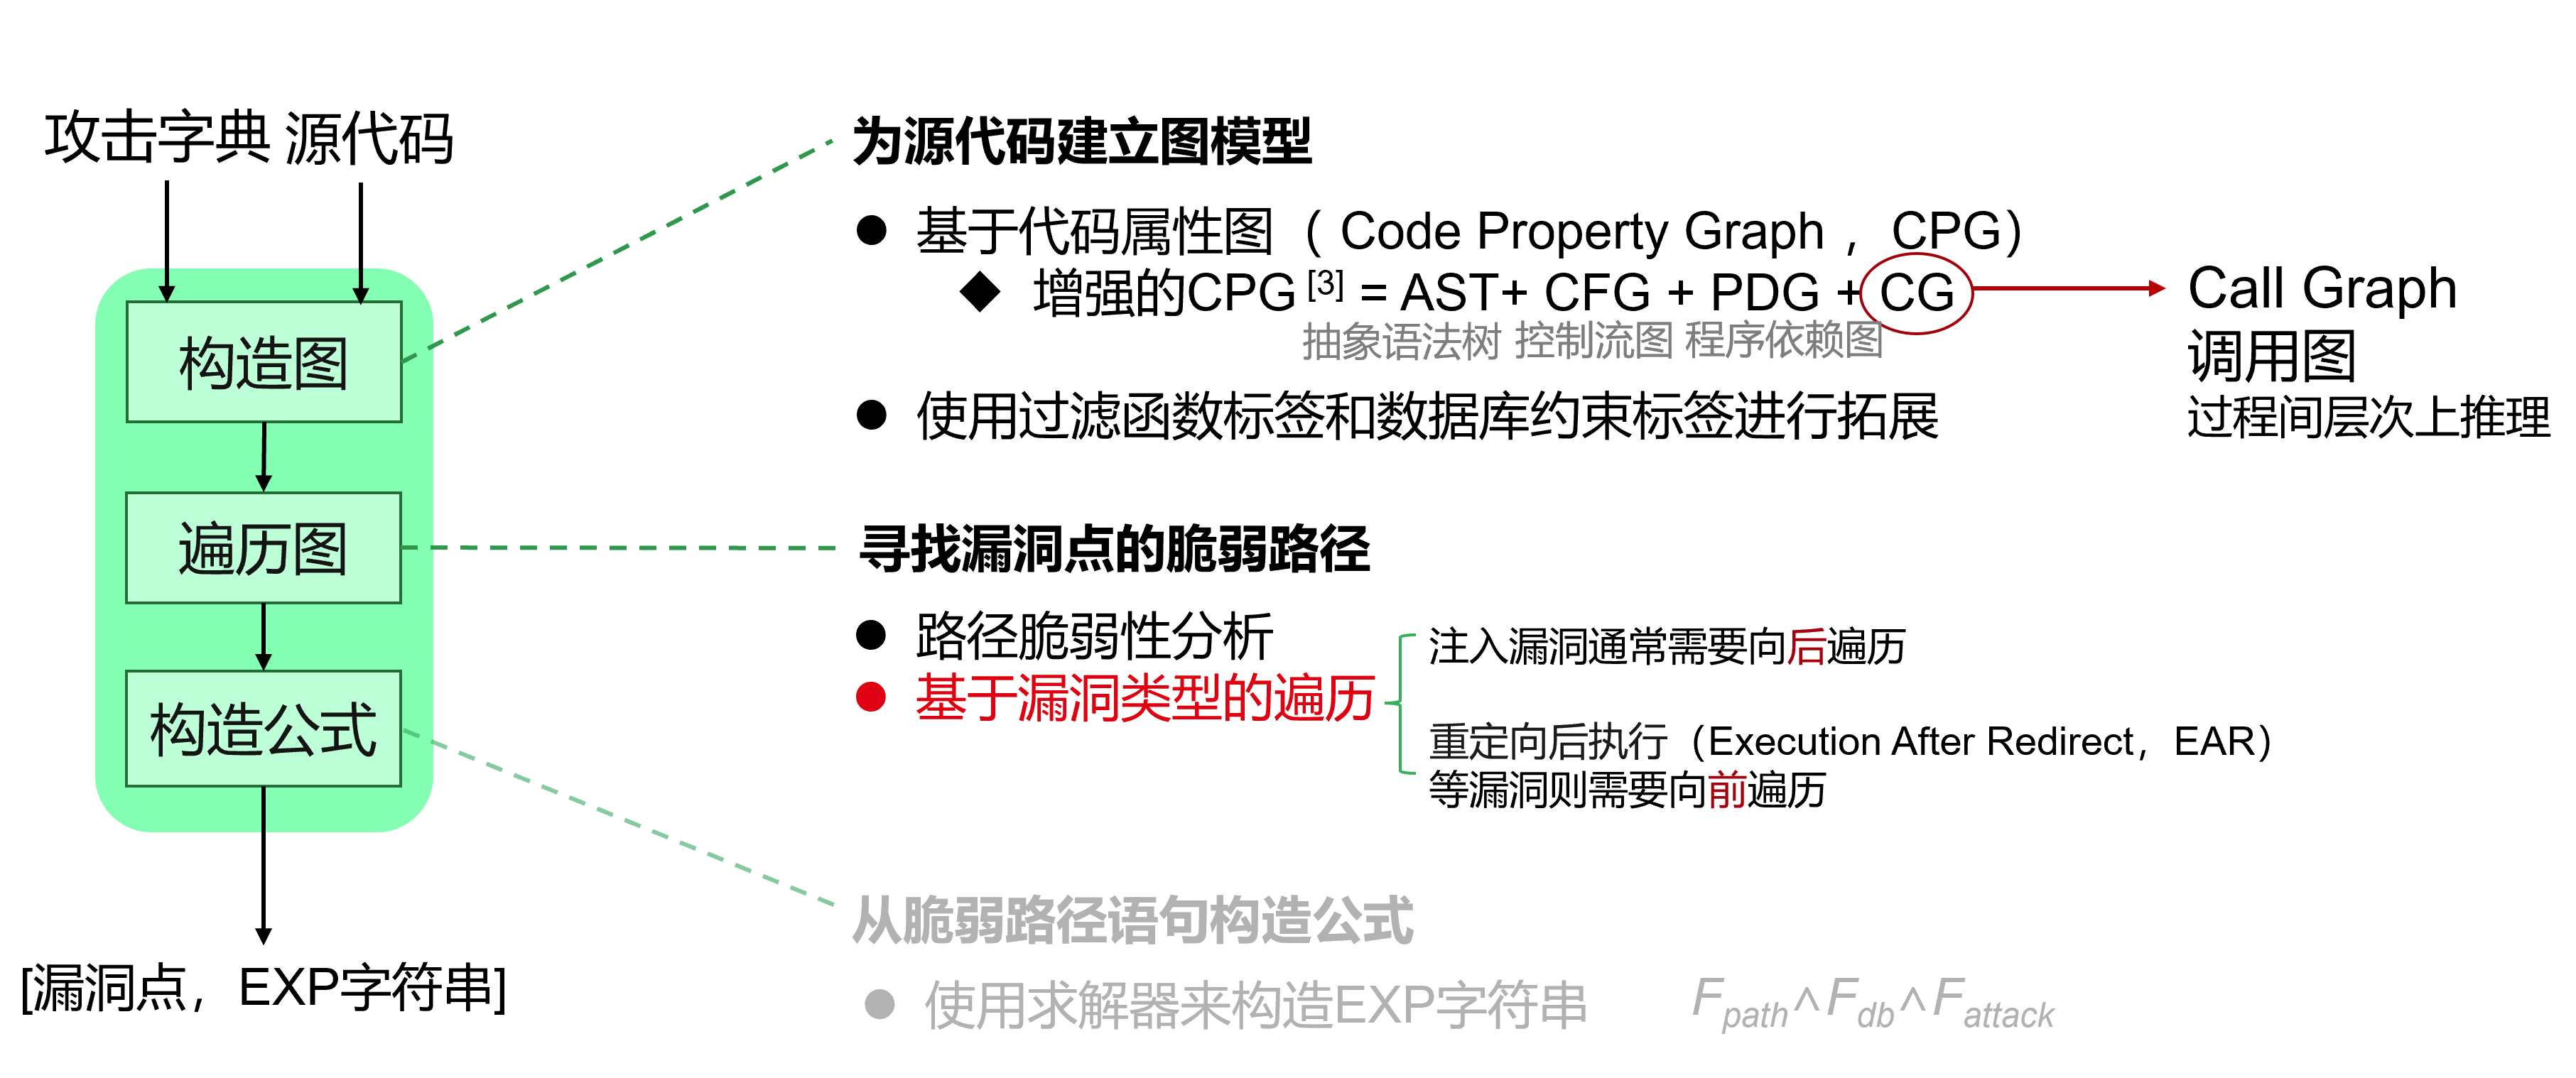 攻击字典 源代码
构造图
遍历图
构造公式
[漏洞点，EXP字符串]
为源代码建立图模型
● 基于代码属性图（ Code Property Graph ，CPG）
◆ 增强的CPG [3] = AST+ CFG + PDG + CG
抽象语法树 控制流图 程序依赖图
Call Graph
调用图
过程间层次上推理
● 使用过滤函数标签和数据库约束标签进行拓展
寻找漏洞点的脆弱路径
● 路径脆弱性分析
● 基于漏洞类型的遍历
注入漏洞通常需要向后遍历
重定向后执行（Execution After Redirect，EAR）
等漏洞则需要向前遍历
从脆弱路径语句构造公式
● 使用求解器来构造EXP字符串
Fpath∧Fdb∧Fattack